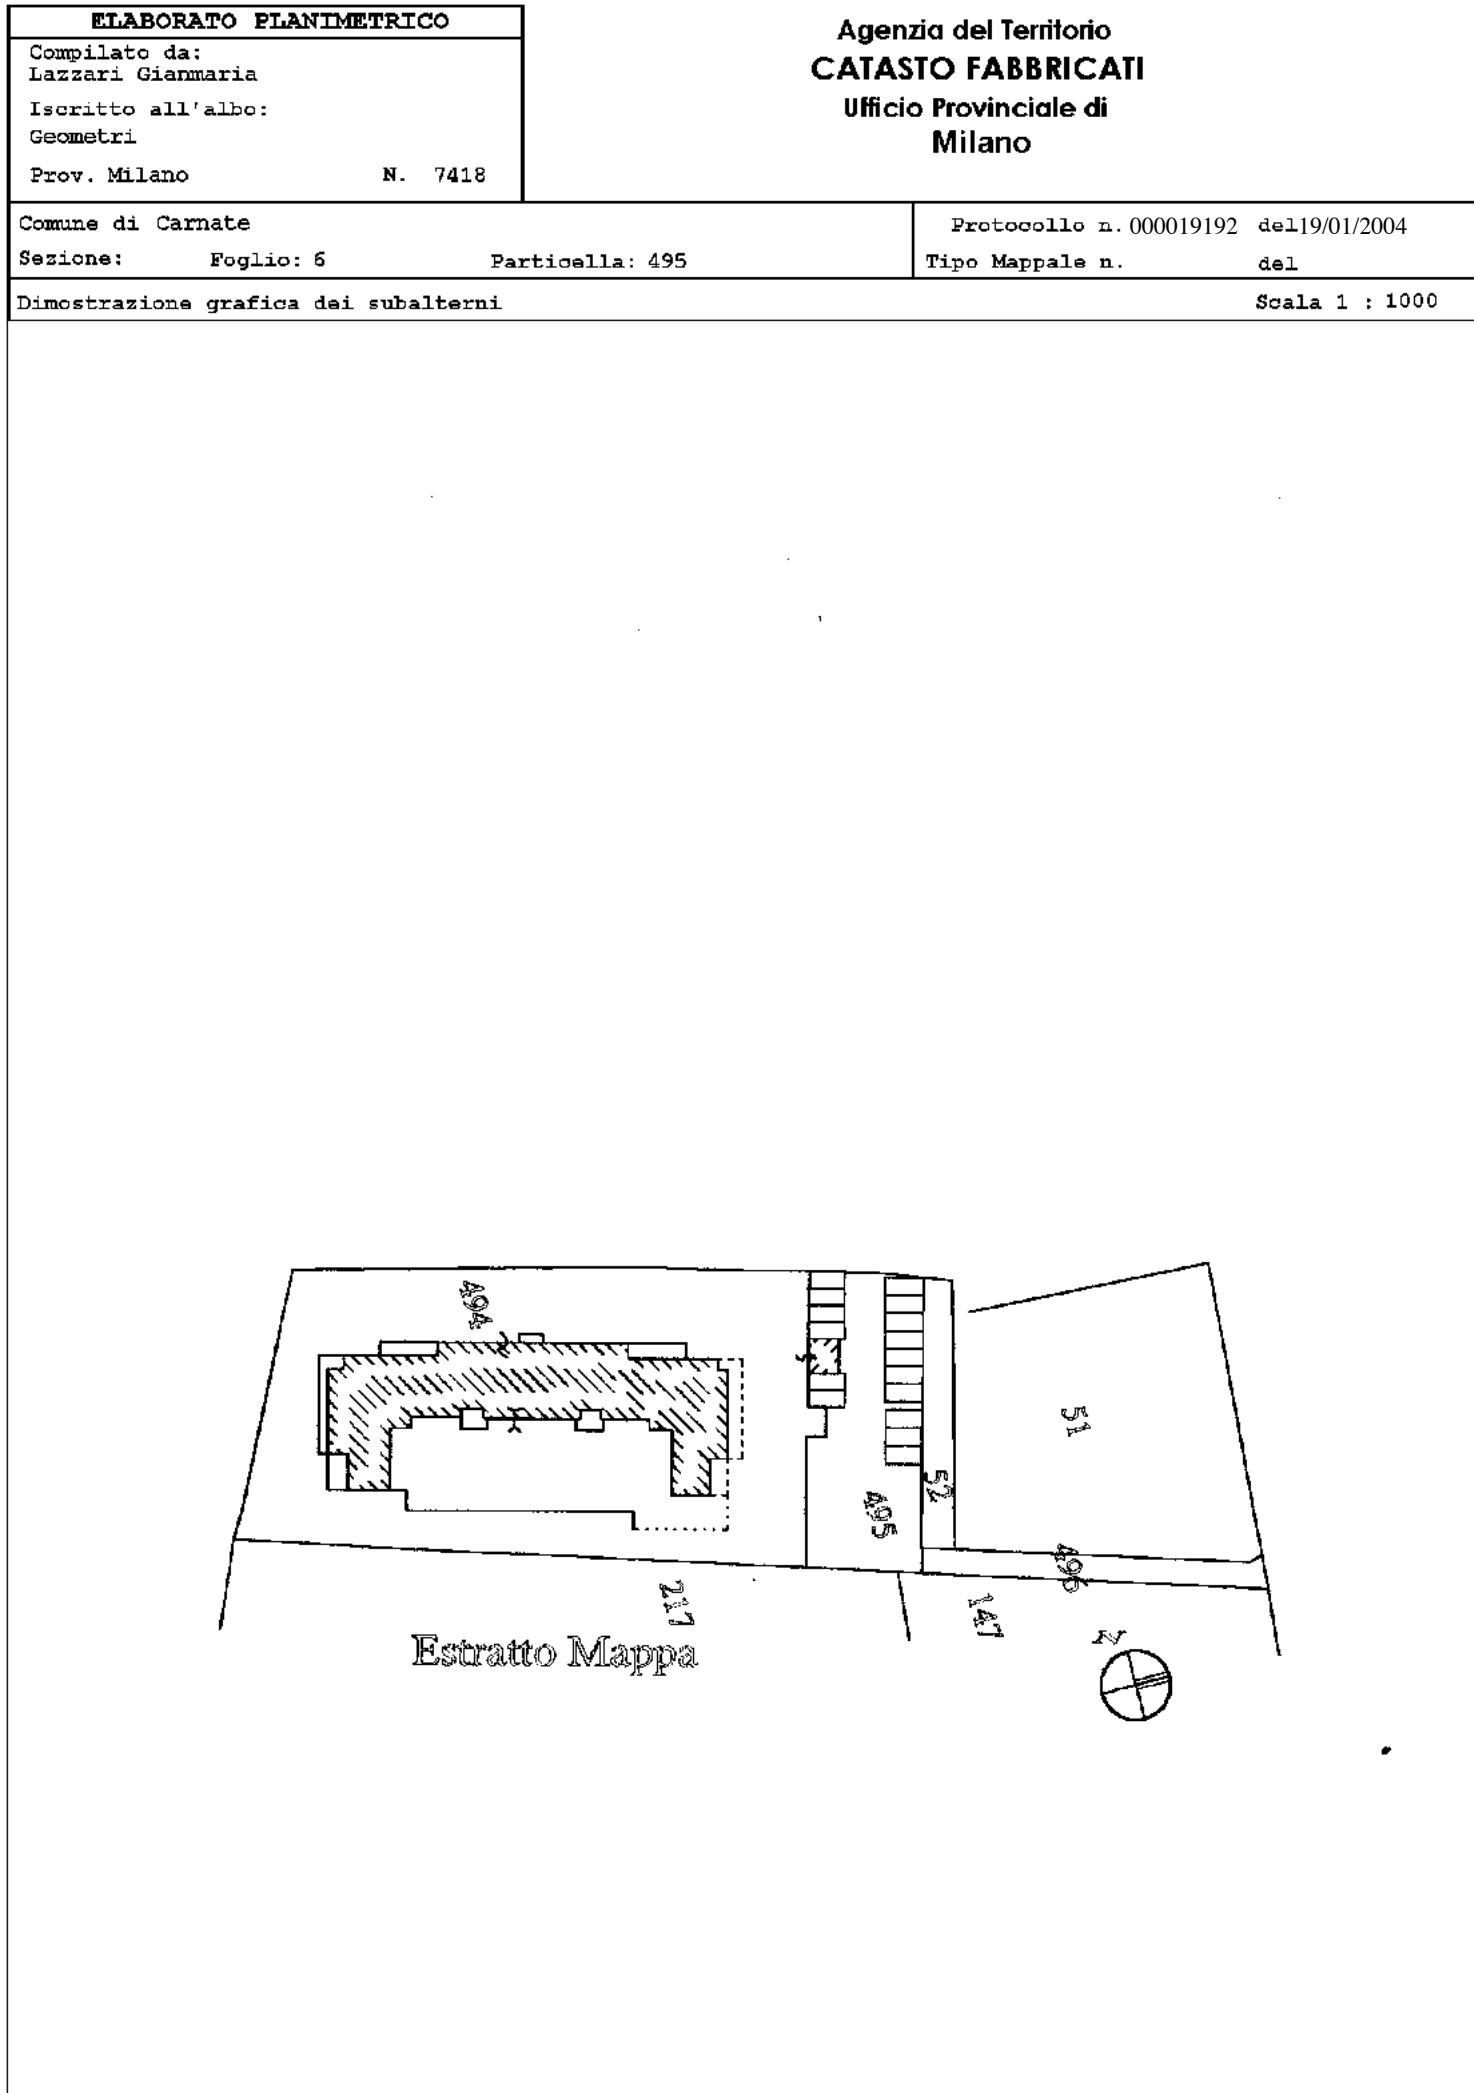 ELABORATO PLANIMETRICO
Compilato da:
Lazzari Gianmaria
Iscritto all'albo:
Geometri
Prov. Milano N. 7418
Agenzia del Territorio
CATASTO FABBRICATI
Ufficio Provinciale di
Milano
Comune di Carnate
Sezione: Foglio: 6 Particella: 495
Protocollo n. 000019192 del 19/01/2004
Tipo Mappale n. del
Dimostrazione grafica dei subalterni Scala 1 : 1000
494
51
52
495
496
217
147
Estratto Mappa
N